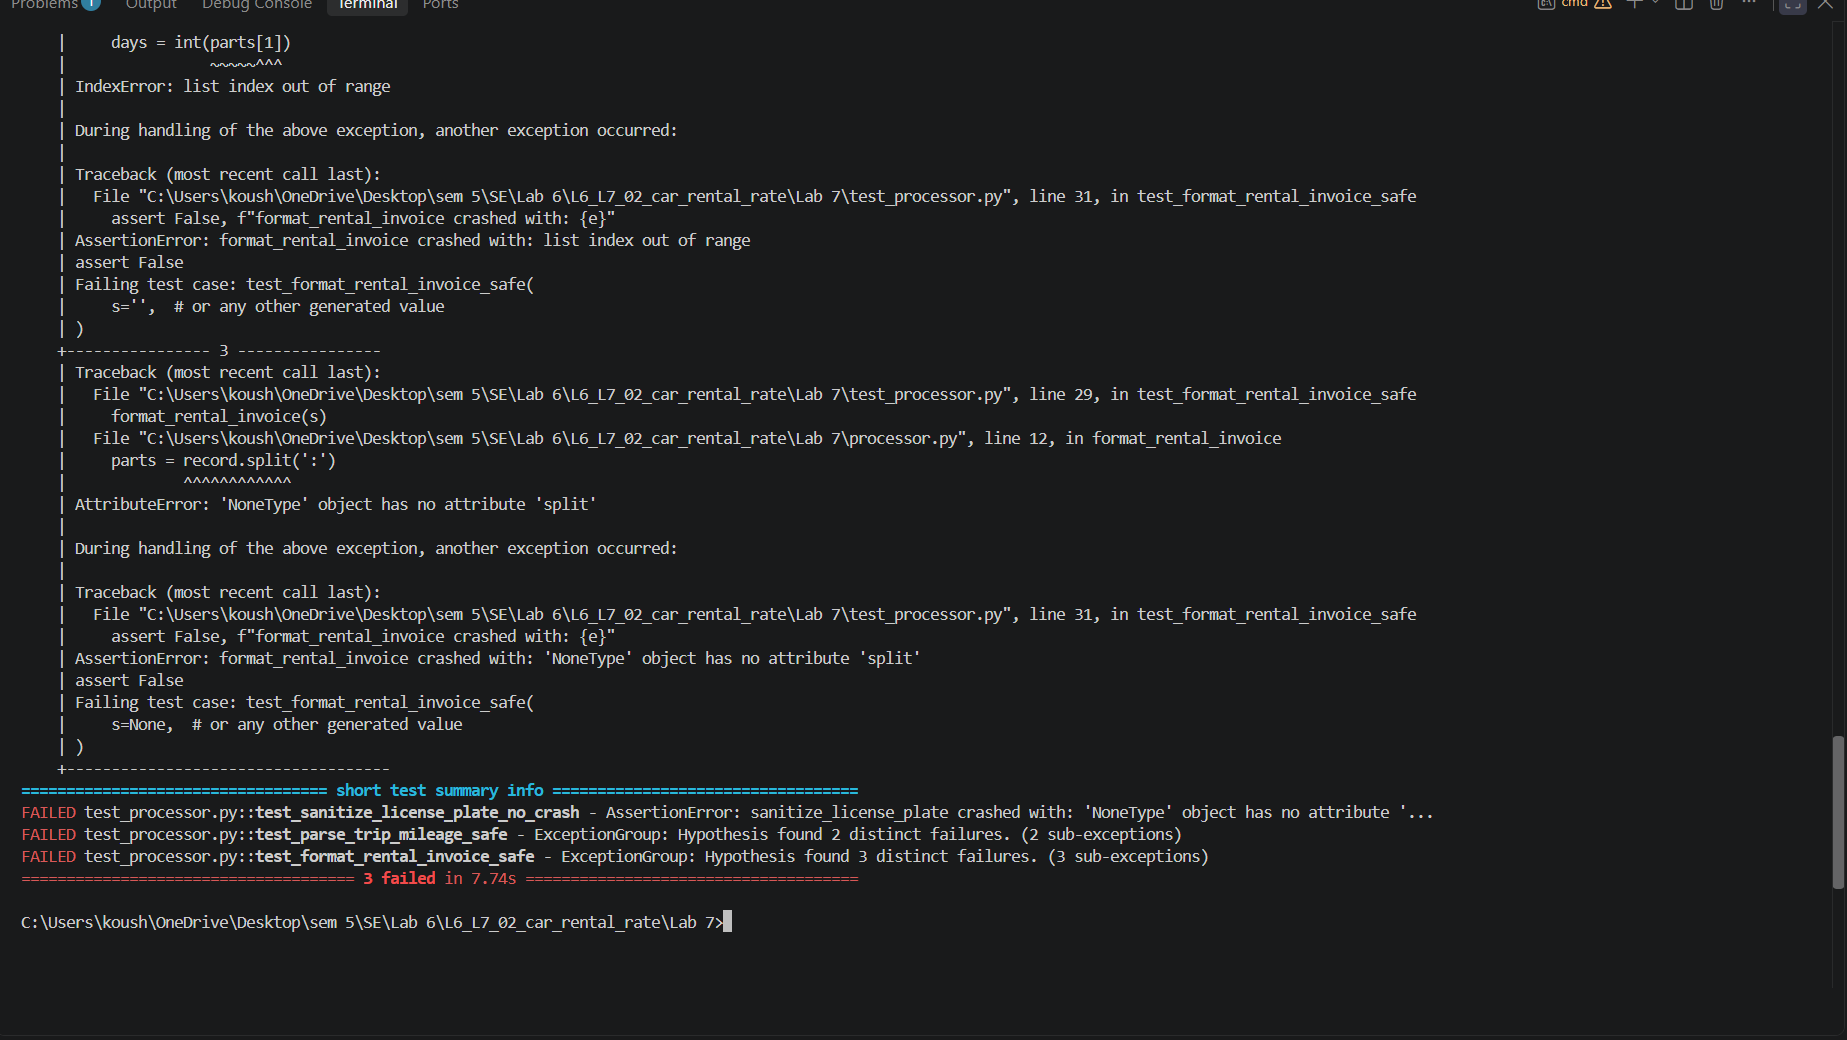 Problems 1 Output Debug Console Terminal Ports cmd
|     days = int(parts[1])
|                ~~~~~^^^
| IndexError: list index out of range
|
| During handling of the above exception, another exception occurred:
|
| Traceback (most recent call last):
|   File "C:\Users\koush\OneDrive\Desktop\sem 5\SE\Lab 6\L6_L7_02_car_rental_rate\Lab 7\test_processor.py", line 31, in test_format_rental_invoice_safe
|     assert False, f"format_rental_invoice crashed with: {e}"
| AssertionError: format_rental_invoice crashed with: list index out of range
| assert False
| Failing test case: test_format_rental_invoice_safe(
|     s='',  # or any other generated value
| )
+---------------- 3 ----------------
| Traceback (most recent call last):
|   File "C:\Users\koush\OneDrive\Desktop\sem 5\SE\Lab 6\L6_L7_02_car_rental_rate\Lab 7\test_processor.py", line 29, in test_format_rental_invoice_safe
|     format_rental_invoice(s)
|   File "C:\Users\koush\OneDrive\Desktop\sem 5\SE\Lab 6\L6_L7_02_car_rental_rate\Lab 7\processor.py", line 12, in format_rental_invoice
|     parts = record.split(':')
|             ^^^^^^^^^^^^
| AttributeError: 'NoneType' object has no attribute 'split'
|
| During handling of the above exception, another exception occurred:
|
| Traceback (most recent call last):
|   File "C:\Users\koush\OneDrive\Desktop\sem 5\SE\Lab 6\L6_L7_02_car_rental_rate\Lab 7\test_processor.py", line 31, in test_format_rental_invoice_safe
|     assert False, f"format_rental_invoice crashed with: {e}"
| AssertionError: format_rental_invoice crashed with: 'NoneType' object has no attribute 'split'
| assert False
| Failing test case: test_format_rental_invoice_safe(
|     s=None,  # or any other generated value
| )
+------------------------------------
================================== short test summary info ==================================
FAILED test_processor.py::test_sanitize_license_plate_no_crash - AssertionError: sanitize_license_plate crashed with: 'NoneType' object has no attribute '...
FAILED test_processor.py::test_parse_trip_mileage_safe - ExceptionGroup: Hypothesis found 2 distinct failures. (2 sub-exceptions)
FAILED test_processor.py::test_format_rental_invoice_safe - ExceptionGroup: Hypothesis found 3 distinct failures. (3 sub-exceptions)
===================================== 3 failed in 7.74s =====================================
C:\Users\koush\OneDrive\Desktop\sem 5\SE\Lab 6\L6_L7_02_car_rental_rate\Lab 7>